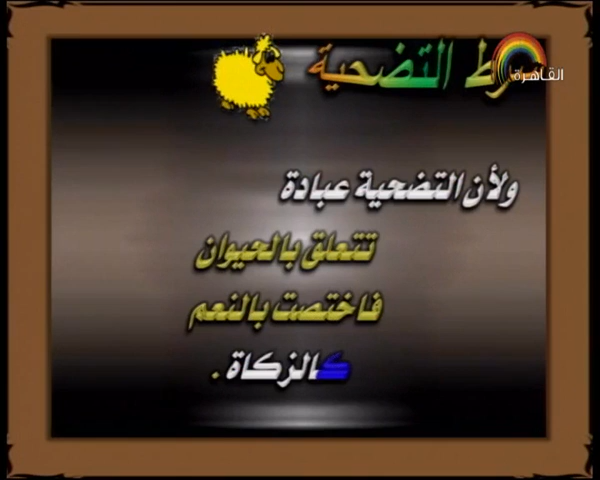 التضحية
القاهرة
ولأن التضحية عبادة
تتعلق بالحيوان
فاختصت بالنعم
كالزكاة .